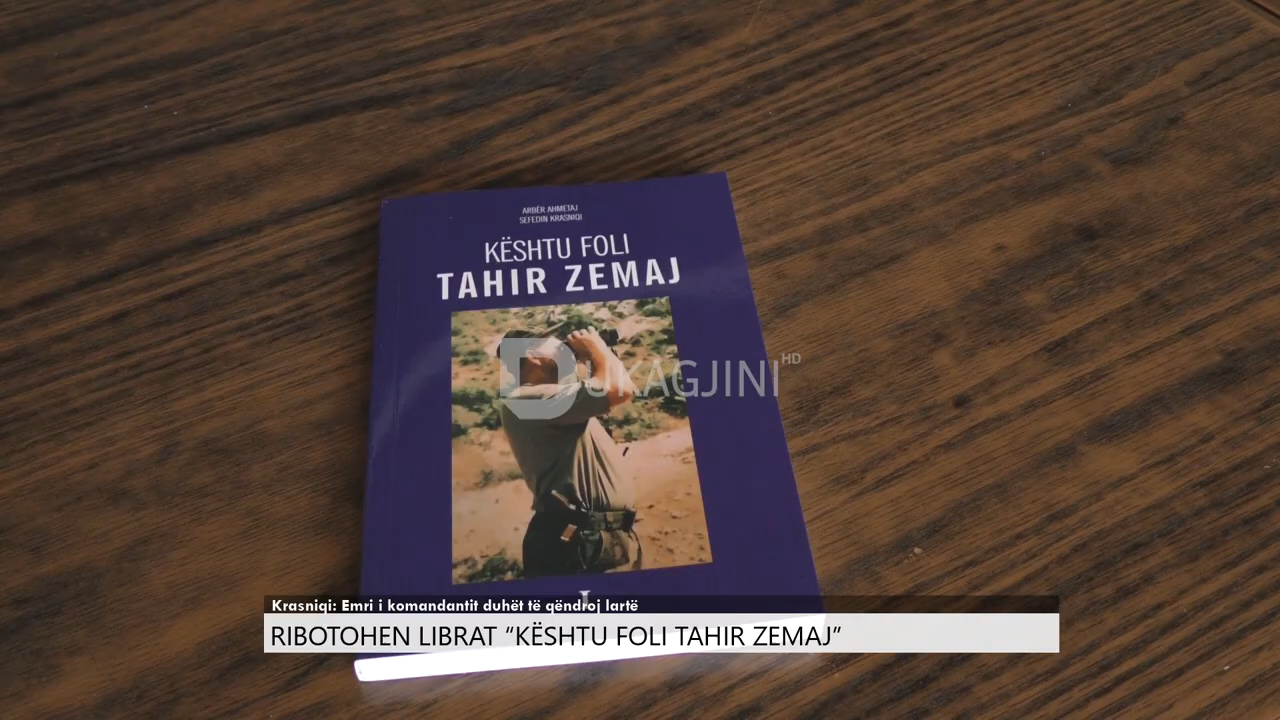 ARBËR AHMETAJ
SEFEDIN KRASNIQI
KËSHTU FOLI
TAHIR ZEMAJ
DUKAGJINI HD
I
Krasniqi: Emri i komandantit duhët të qëndroj lartë
RIBOTOHEN LIBRAT “KËSHTU FOLI TAHIR ZEMAJ”